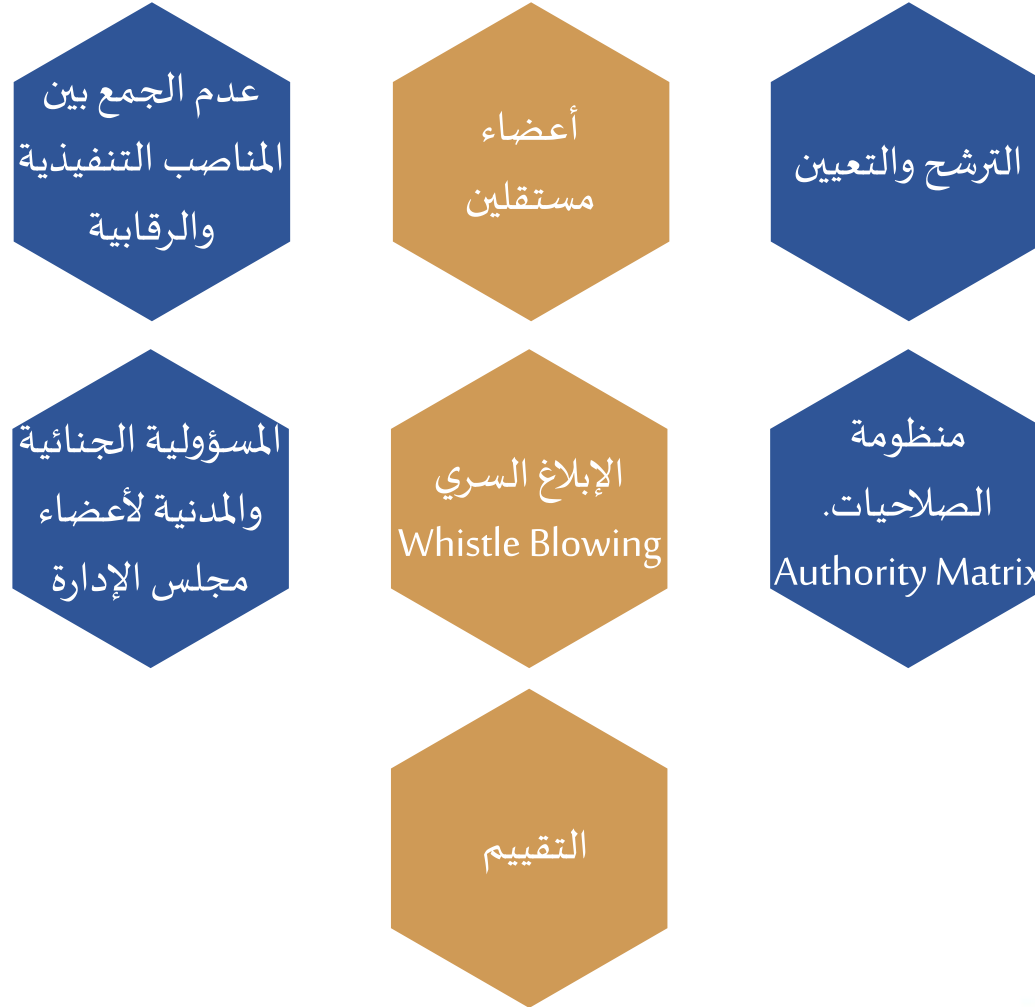 الترشح والتعيين
أعضاء
مستقلين
عدم الجمع بين
المناصب التنفيذية
والرقابية
منظومة
الصلاحيات.
Authority Matrix
الإبلاغ السري
Whistle Blowing
المسؤولية الجنائية
والمدنية لأعضاء
مجلس الإدارة
التقييم